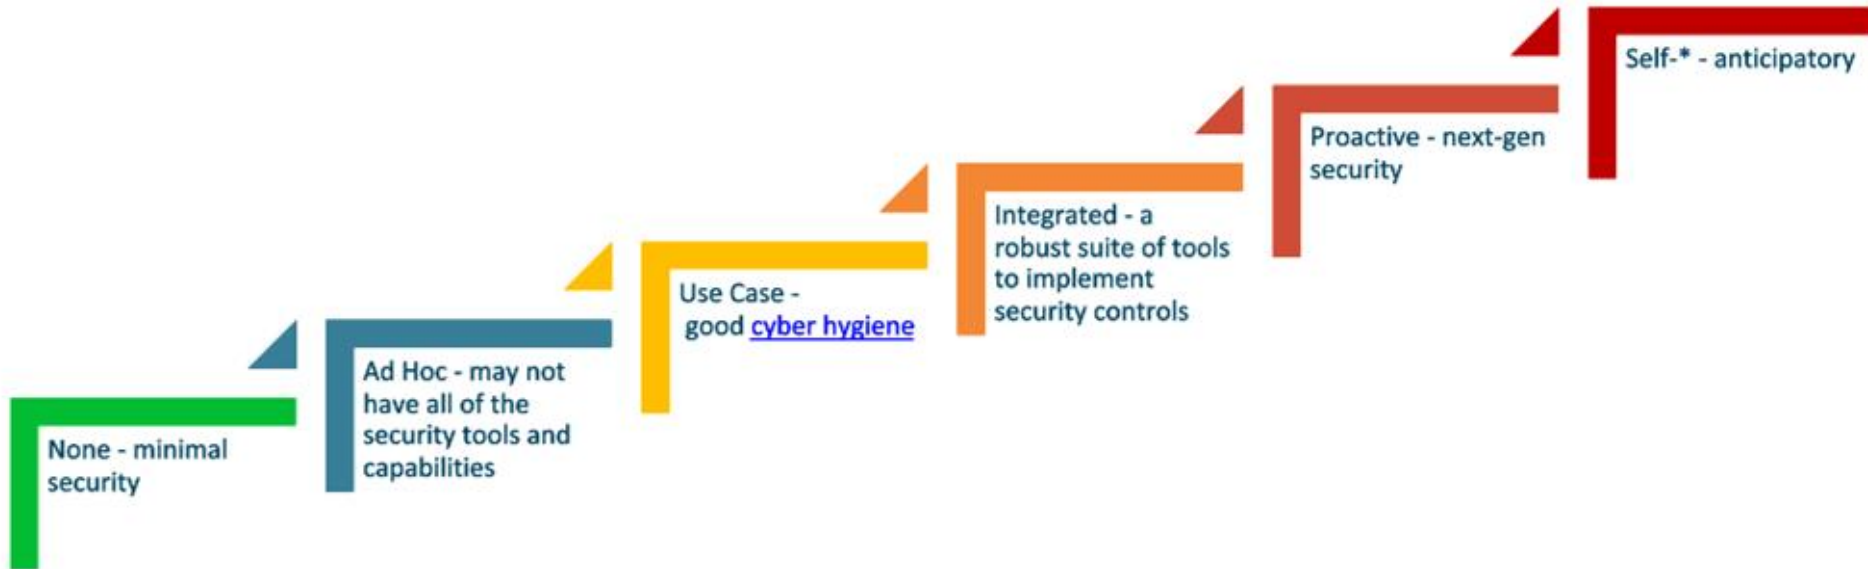 None - minimal
security
Ad Hoc - may not
have all of the
security tools and
capabilities
Use Case -
good cyber hygiene
Integrated - a
robust suite of tools
to implement
security controls
Proactive - next-gen
security
Self-* - anticipatory